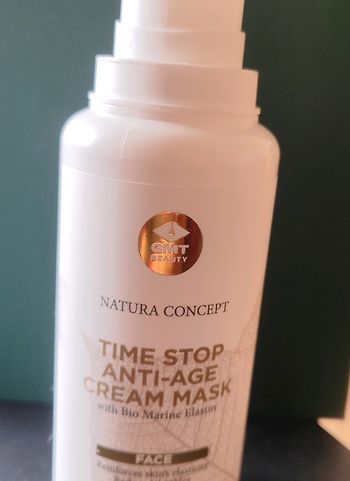 GMT
BEAUTY
NATURA CONCEPT
TIME STOP
ANTI-AGE
CREAM MASK
with Bio Marine Elastin
FACE
Reinforces skin's elasticity